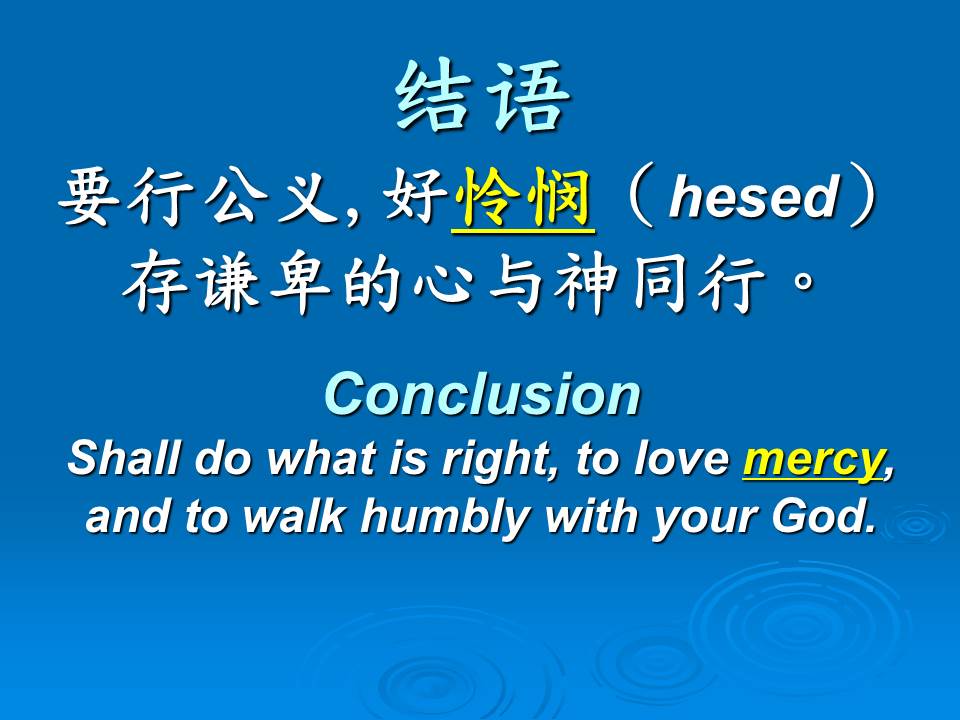 结语
要行公义, 好怜悯（hesed）
存谦卑的心与神同行。
Conclusion
Shall do what is right, to love mercy,
and to walk humbly with your God.